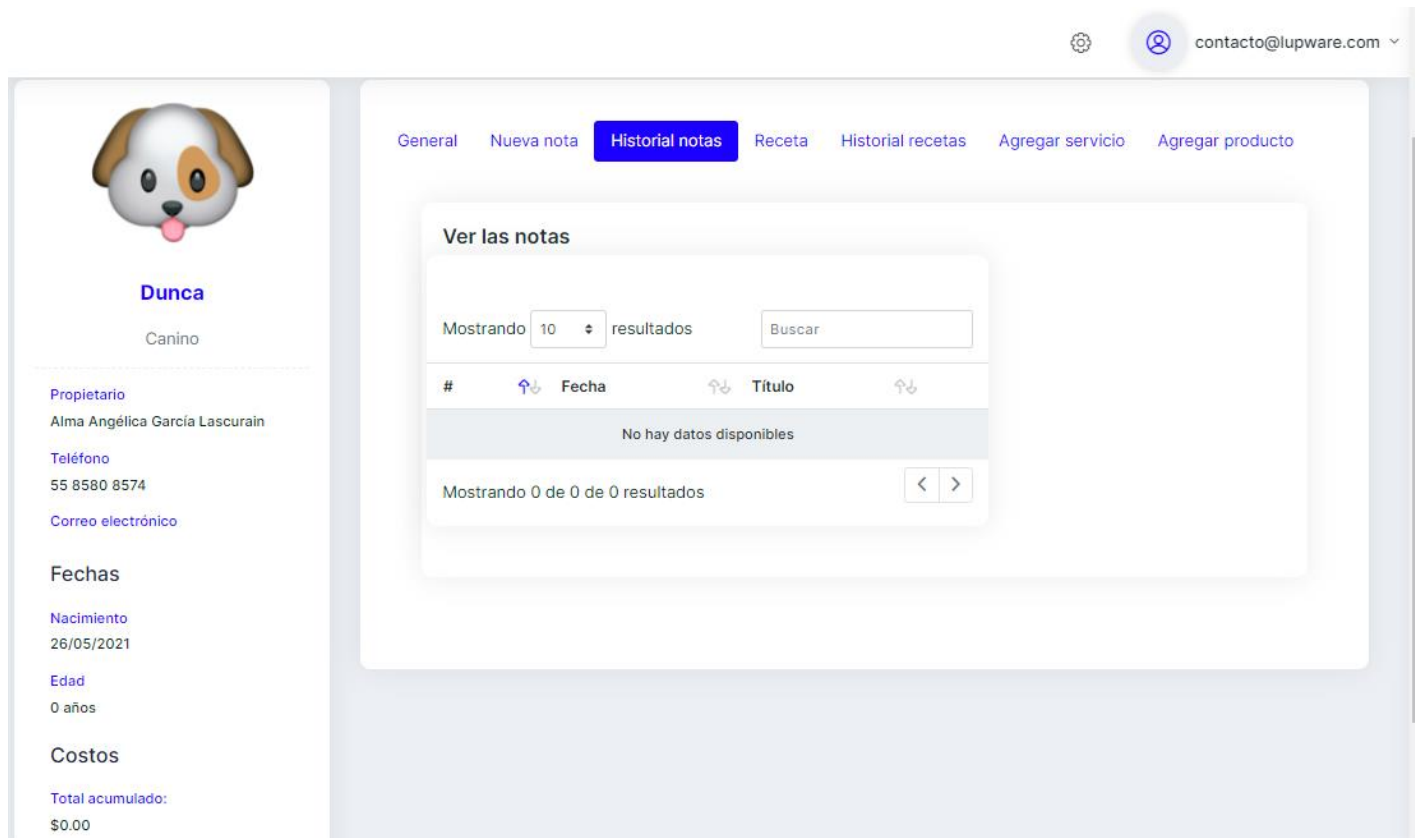 contacto@lupware.com
Dunca
Canino
Propietario
Alma Angélica García Lascurain
Teléfono
55 8580 8574
Correo electrónico
Fechas
Nacimiento
26/05/2021
Edad
0 años
Costos
Total acumulado:
$0.00
General Nueva nota Historial notas Receta Historial recetas Agregar servicio Agregar producto
Ver las notas
Mostrando 10 resultados Buscar
# Fecha Título
No hay datos disponibles
Mostrando 0 de 0 de 0 resultados